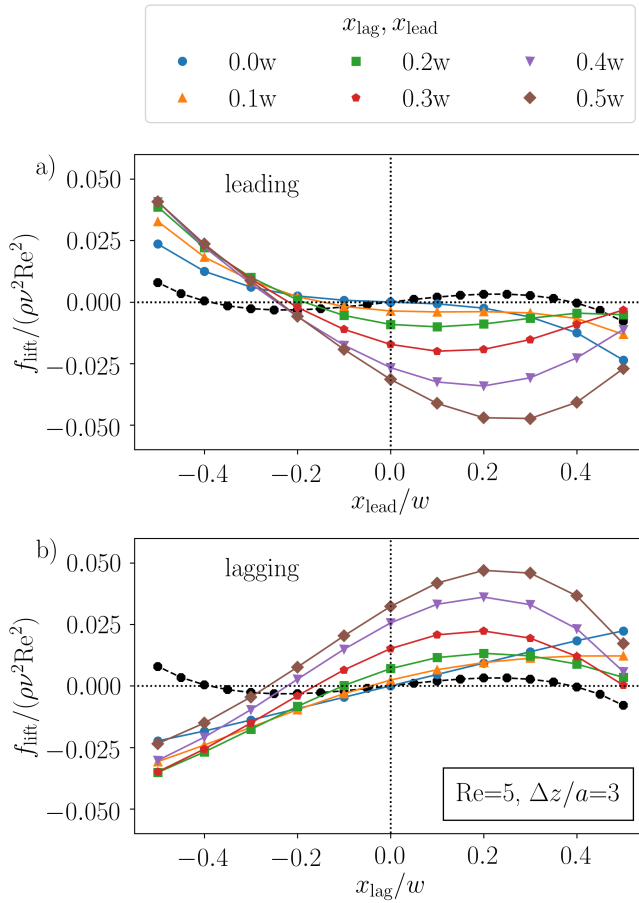 x_lag, x_lead
0.0w 0.2w 0.4w
0.1w 0.3w 0.5w
a)
leading
0.050
0.025
0.000
−0.025
−0.050
f_lift/(ρν²Re²)
−0.4 −0.2 0.0 0.2 0.4
x_lead/w
b)
lagging
0.050
0.025
0.000
−0.025
−0.050
f_lift/(ρν²Re²)
Re=5, Δz/a=3
−0.4 −0.2 0.0 0.2 0.4
x_lag/w